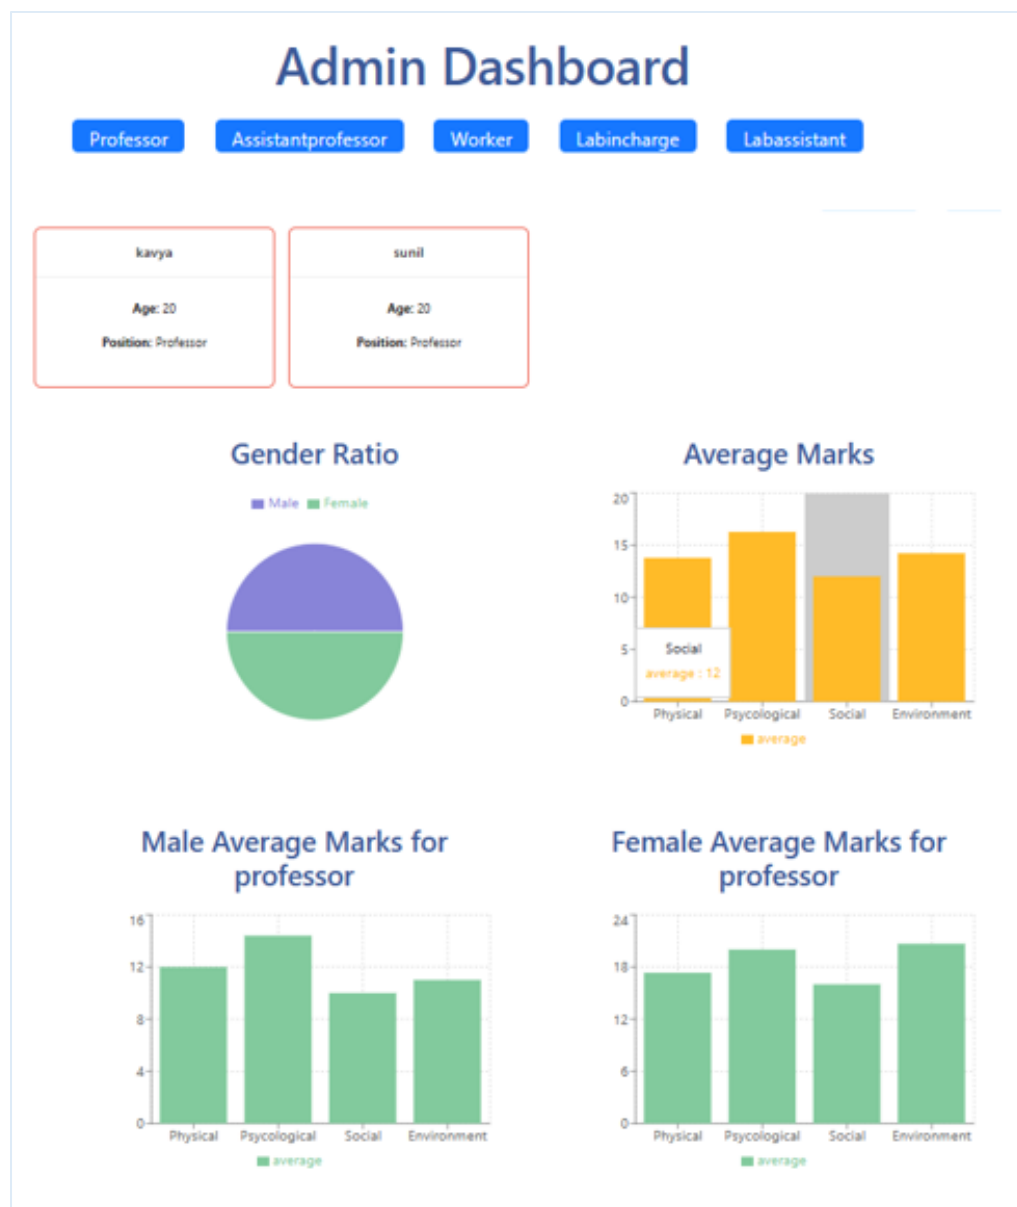 Admin Dashboard
Professor Assistantprofessor Worker Labincharge Labassistant
kavya
Age: 20
Position: Professor
sunil
Age: 20
Position: Professor
Gender Ratio
Male Female
Average Marks
20
15
10
5
0
Social
average : 12
Physical Psycological Social Environment
average
Male Average Marks for
professor
16
12
8
4
0
Physical Psycological Social Environment
average
Female Average Marks for
professor
24
18
12
6
0
Physical Psycological Social Environment
average